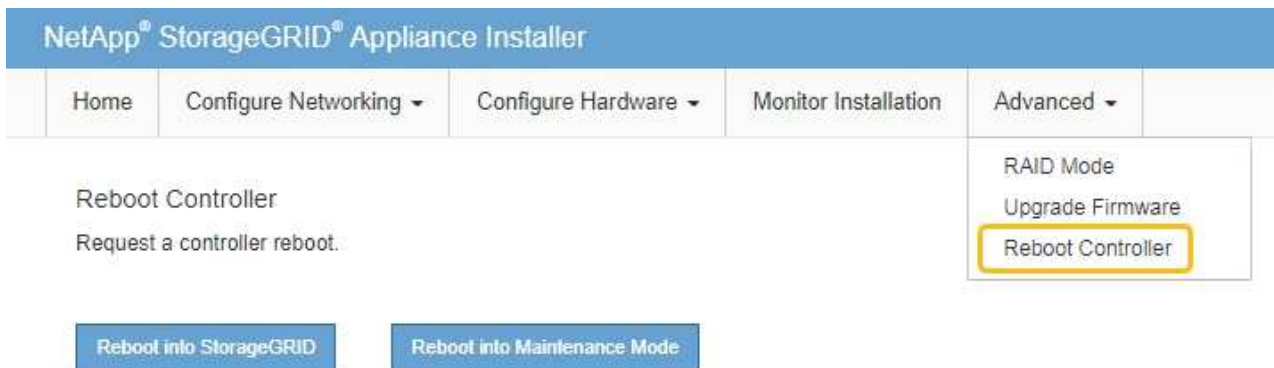 NetApp® StorageGRID® Appliance Installer
Home Configure Networking Configure Hardware Monitor Installation Advanced
RAID Mode
Upgrade Firmware
Reboot Controller
Reboot Controller
Request a controller reboot.
Reboot into StorageGRID Reboot into Maintenance Mode